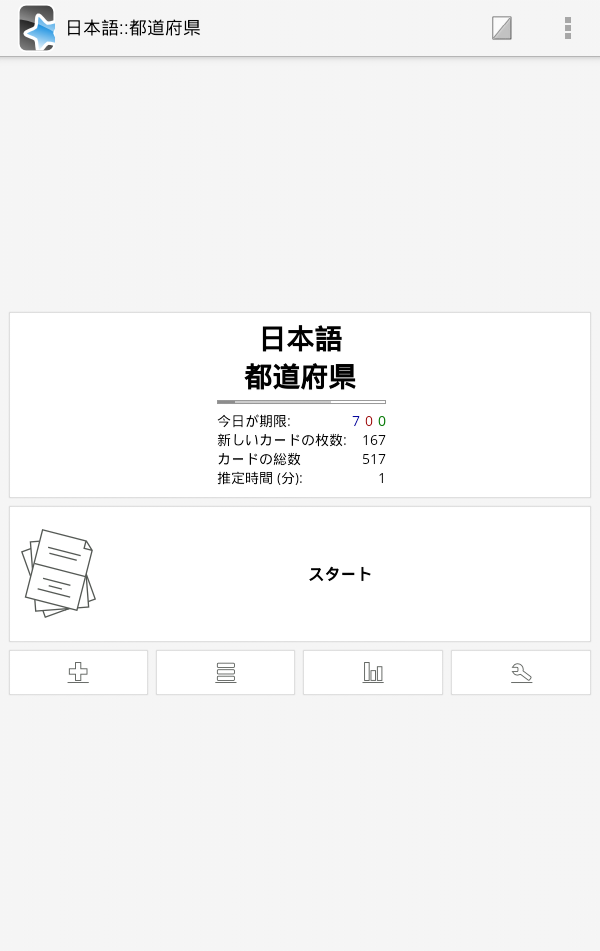 日本語::都道府県
日本語
都道府県
今日が期限: 7 0 0
新しいカードの枚数: 167
カードの総数 517
推定時間 (分): 1
スタート